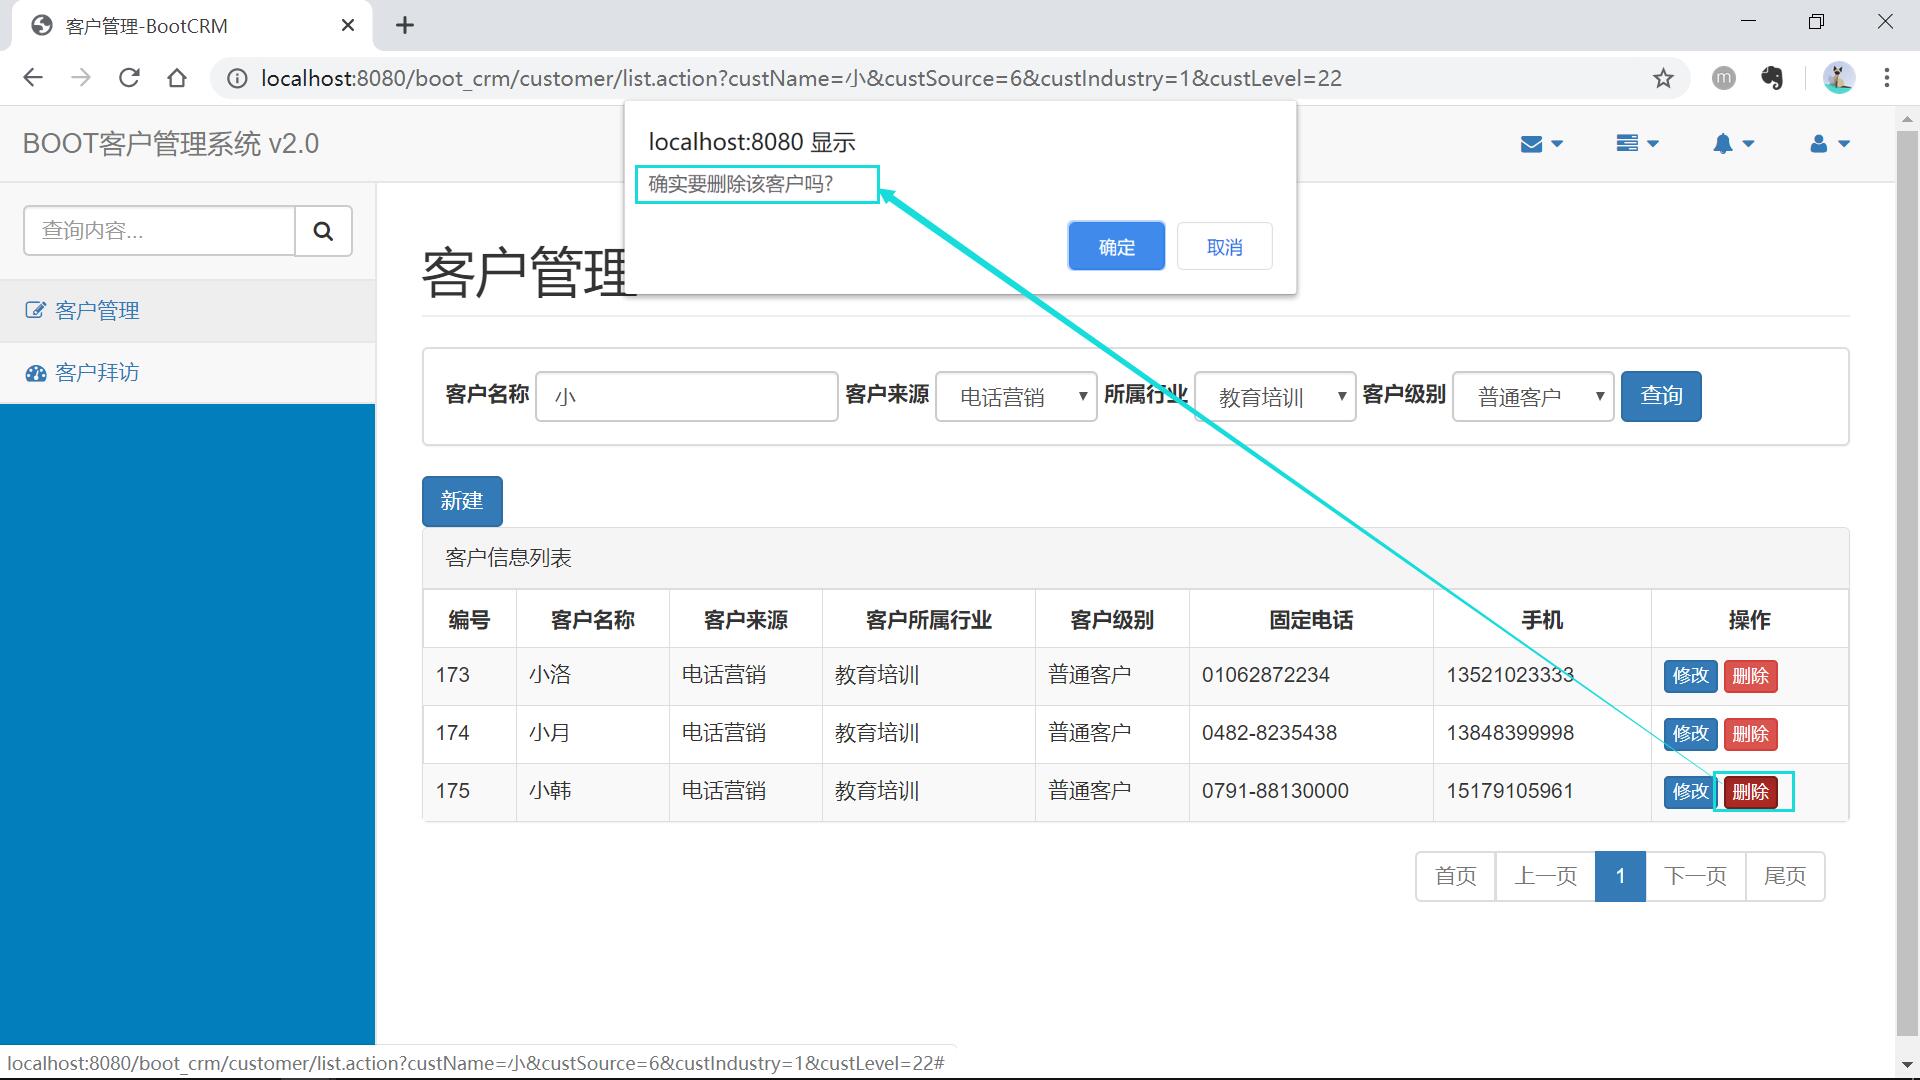 客户管理-BootCRM
localhost:8080/boot_crm/customer/list.action?custName=小&custSource=6&custIndustry=1&custLevel=22
m
BOOT客户管理系统 v2.0
localhost:8080 显示
确实要删除该客户吗?
确定 取消
查询内容...
客户管理
客户拜访
客户管理
客户名称 小 客户来源 电话营销 所属行业 教育培训 客户级别 普通客户 查询
新建
客户信息列表
编号 客户名称 客户来源 客户所属行业 客户级别 固定电话 手机 操作
173 小洛 电话营销 教育培训 普通客户 01062872234 13521023333 修改 删除
174 小月 电话营销 教育培训 普通客户 0482-8235438 13848399998 修改 删除
175 小韩 电话营销 教育培训 普通客户 0791-88130000 15179105961 修改 删除
首页 上一页 1 下一页 尾页
localhost:8080/boot_crm/customer/list.action?custName=小&custSource=6&custIndustry=1&custLevel=22#